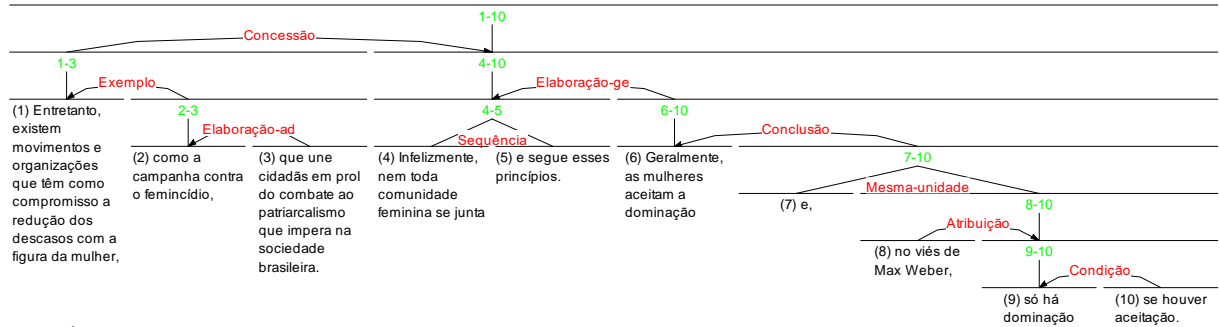 1-10
Concessão
1-3
4-10
Exemplo
Elaboração-ge
(1) Entretanto,
existem
movimentos e
organizações
que têm como
compromisso a
redução dos
descasos com a
figura da mulher,
2-3
Elaboração-ad
(2) como a
campanha contra
o femincídio,
(3) que une
cidadãs em prol
do combate ao
patriarcalismo
que impera na
sociedade
brasileira.
4-5
Sequência
(4) Infelizmente,
nem toda
comunidade
feminina se junta
(5) e segue esses
princípios.
6-10
Conclusão
(6) Geralmente,
as mulheres
aceitam a
dominação
7-10
Mesma-unidade
(7) e,
8-10
Atribuição
(8) no viés de
Max Weber,
9-10
Condição
(9) só há
dominação
(10) se houver
aceitação.